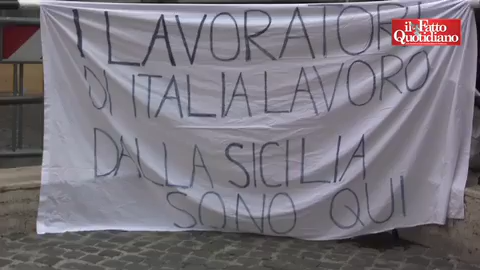 il Fatto
Quotidiano
I LAVORATORI
DI ITALIA LAVORO
DALLA SICILIA
SONO QUI